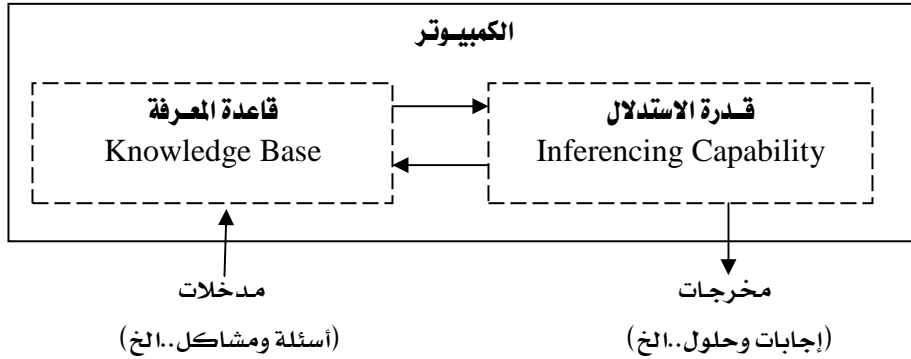 الكمبيوتر
قاعدة المعرفة
Knowledge Base
قدرة الاستدلال
Inferencing Capability
مدخلات
(أسئلة ومشاكل..الخ)
مخرجات
(إجابات وحلول..الخ)